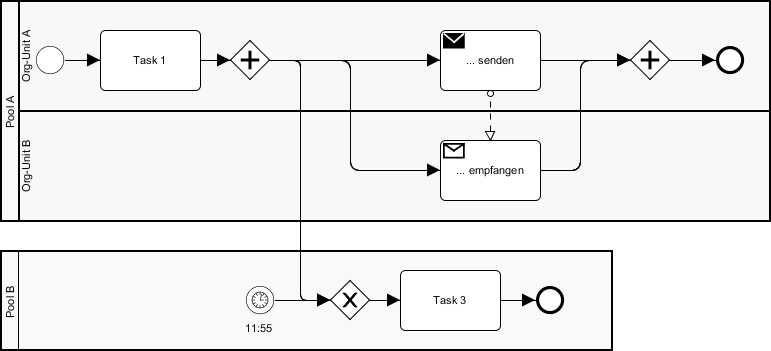 Pool A
Org-Unit A
Task 1
... senden
Org-Unit B
... empfangen
Pool B
11:55
Task 3